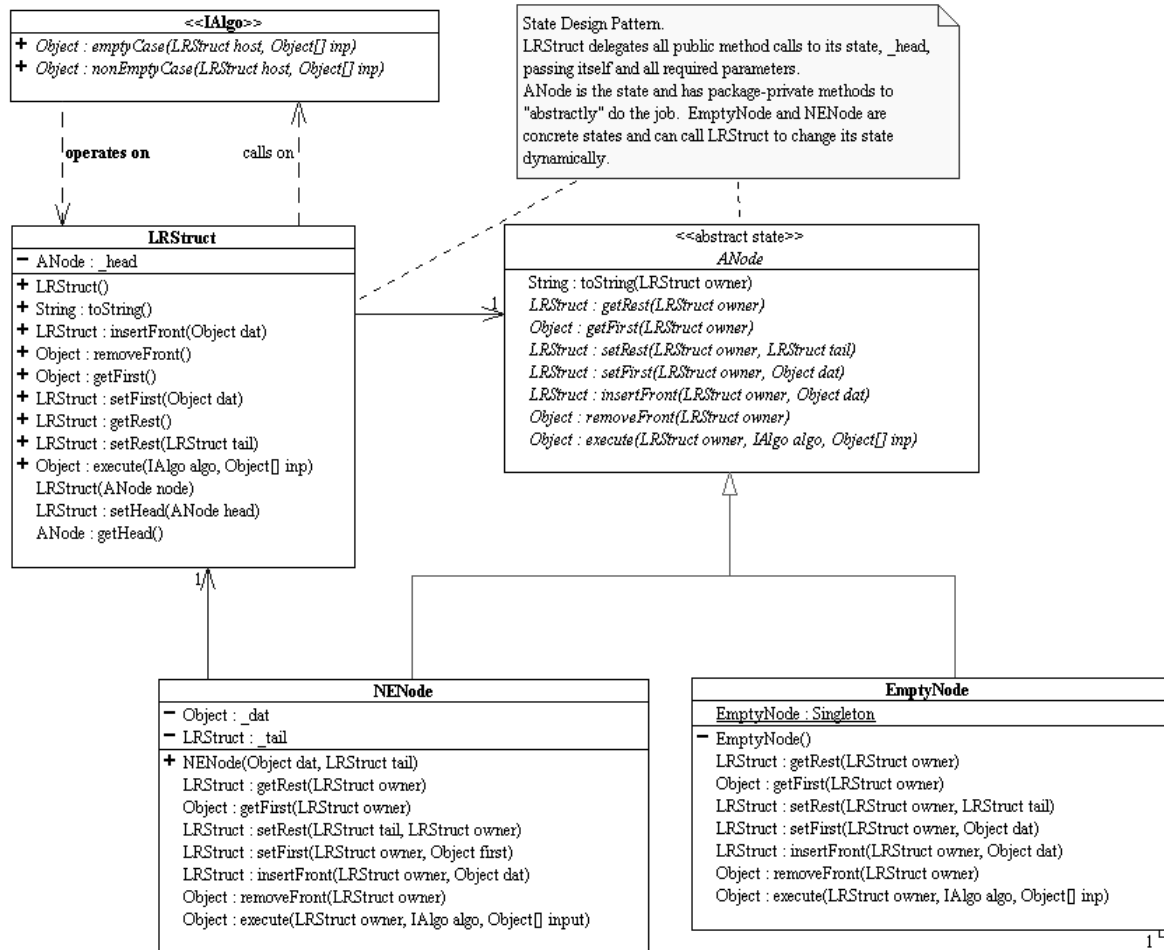 <<IAlgo>>
+ Object : emptyCase(LRStruct host, Object[] inp)
+ Object : nonEmptyCase(LRStruct host, Object[] inp)
State Design Pattern.
LRStruct delegates all public method calls to its state, _head,
passing itself and all required parameters.
ANode is the state and has package-private methods to
"abstractly" do the job. EmptyNode and NENode are
concrete states and can call LRStruct to change its state
dynamically.
operates on
calls on
LRStruct
- ANode : _head
+ LRStruct()
+ String : toString()
+ LRStruct : insertFront(Object dat)
+ Object : removeFront()
+ Object : getFirst()
+ LRStruct : setFirst(Object dat)
+ LRStruct : getRest()
+ LRStruct : setRest(LRStruct tail)
+ Object : execute(IAlgo algo, Object[] inp)
LRStruct(ANode node)
LRStruct : setHead(ANode head)
ANode : getHead()
1
<<abstract state>>
ANode
String : toString(LRStruct owner)
LRStruct : getRest(LRStruct owner)
Object : getFirst(LRStruct owner)
LRStruct : setRest(LRStruct owner, LRStruct tail)
LRStruct : setFirst(LRStruct owner, Object dat)
LRStruct : insertFront(LRStruct owner, Object dat)
Object : removeFront(LRStruct owner)
Object : execute(LRStruct owner, IAlgo algo, Object[] inp)
1
NENode
- Object : _dat
- LRStruct : _tail
+ NENode(Object dat, LRStruct tail)
LRStruct : getRest(LRStruct owner)
Object : getFirst(LRStruct owner)
LRStruct : setRest(LRStruct tail, LRStruct owner)
LRStruct : setFirst(LRStruct owner, Object first)
LRStruct : insertFront(LRStruct owner, Object dat)
Object : removeFront(LRStruct owner)
Object : execute(LRStruct owner, IAlgo algo, Object[] input)
EmptyNode
EmptyNode : Singleton
- EmptyNode()
LRStruct : getRest(LRStruct owner)
Object : getFirst(LRStruct owner)
LRStruct : setRest(LRStruct owner, LRStruct tail)
LRStruct : setFirst(LRStruct owner, Object dat)
LRStruct : insertFront(LRStruct owner, Object dat)
Object : removeFront(LRStruct owner)
Object : execute(LRStruct owner, IAlgo algo, Object[] inp)
1